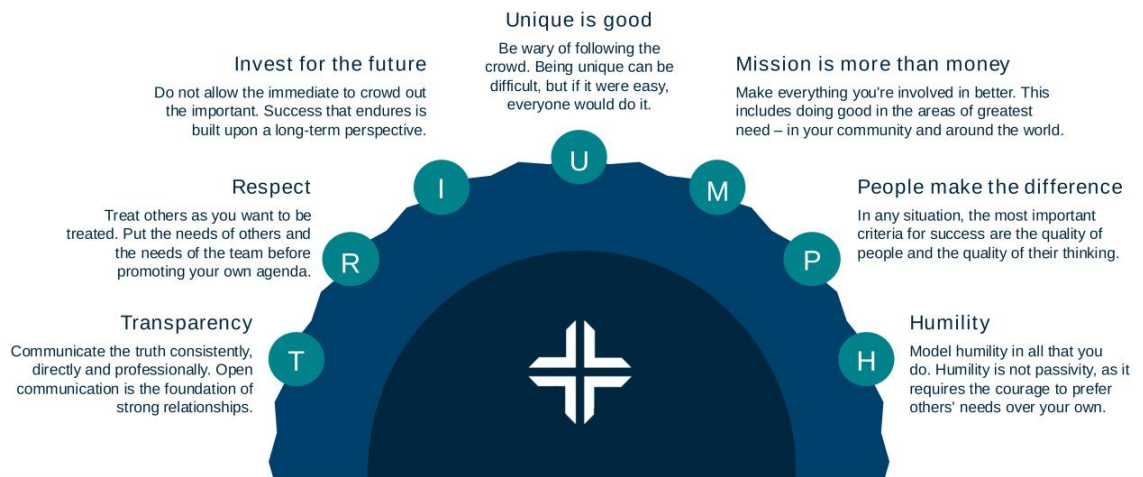 Transparency
Communicate the truth consistently,
directly and professionally. Open
communication is the foundation of
strong relationships.
T
Respect
Treat others as you want to be
treated. Put the needs of others and
the needs of the team before
promoting your own agenda.
R
Invest for the future
Do not allow the immediate to crowd out
the important. Success that endures is
built upon a long-term perspective.
I
Unique is good
Be wary of following the
crowd. Being unique can be
difficult, but if it were easy,
everyone would do it.
U
Mission is more than money
Make everything you're involved in better. This
includes doing good in the areas of greatest
need – in your community and around the world.
M
People make the difference
In any situation, the most important
criteria for success are the quality of
people and the quality of their thinking.
P
Humility
Model humility in all that you
do. Humility is not passivity, as it
requires the courage to prefer
others' needs over your own.
H